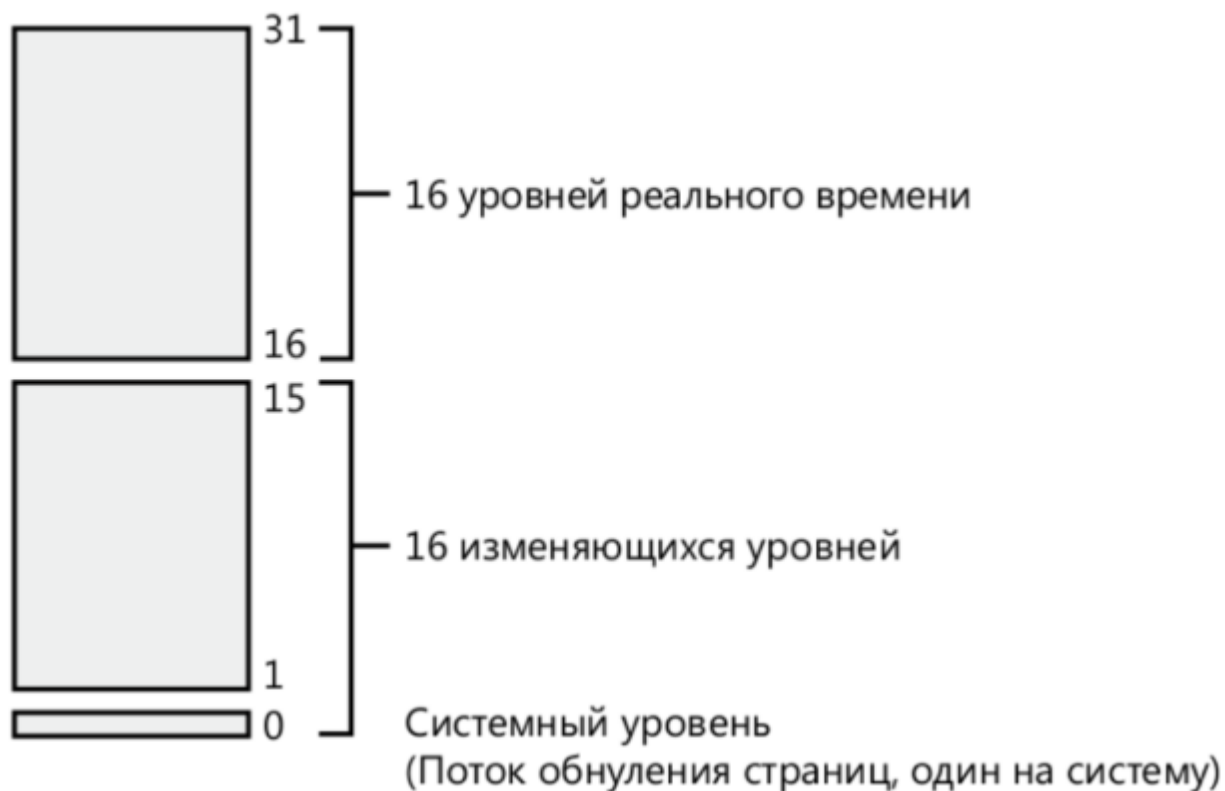 31
16 уровней реального времени
16
15
16 изменяющихся уровней
1
0
Системный уровень
(Поток обнуления страниц, один на систему)